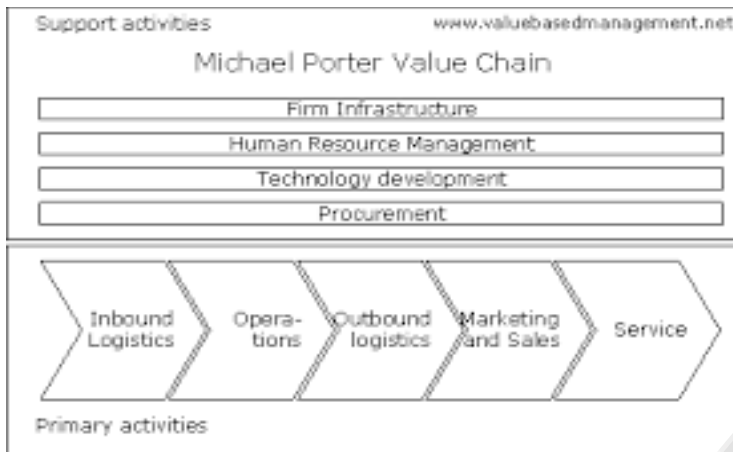 Support activities
www.valuebasedmanagement.net
Michael Porter Value Chain
Firm Infrastructure
Human Resource Management
Technology development
Procurement
Inbound
Logistics
Opera-
tions
Outbound
logistics
Marketing
and Sales
Service
Primary activities